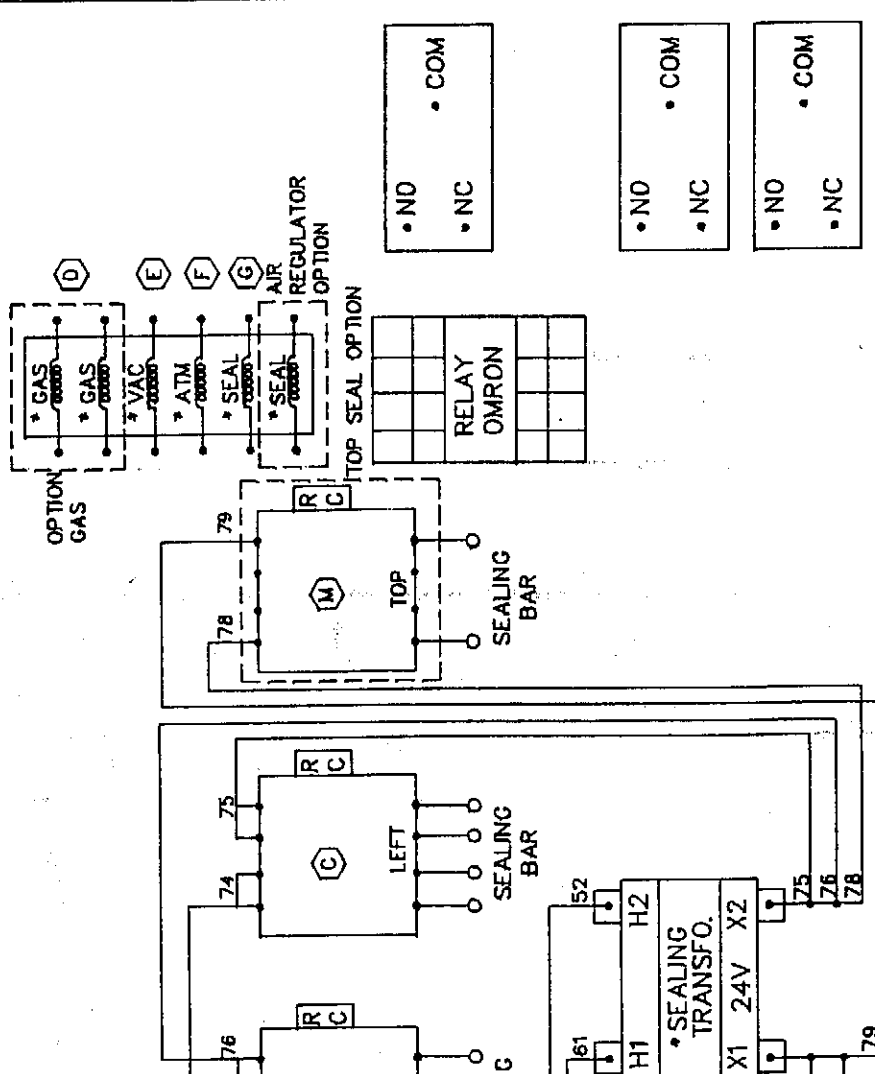 • NO
• NC
• COM
• NO
• NC
• COM
• NO
• NC
• COM
D
E
F
G
AIR
REGULATOR
OPTION
* GAS
* GAS
* VAC
* ATM
* SEAL
* SEAL
OPTION
GAS
TOP SEAL OPTION
RELAY
OMRON
79
78
R C
M
TOP
SEALING
BAR
75
74
R C
C
LEFT
SEALING
BAR
76
R C
G
52
61
H2
H1
* SEALING
TRANSFO.
24V
X2
X1
75
76
78
79